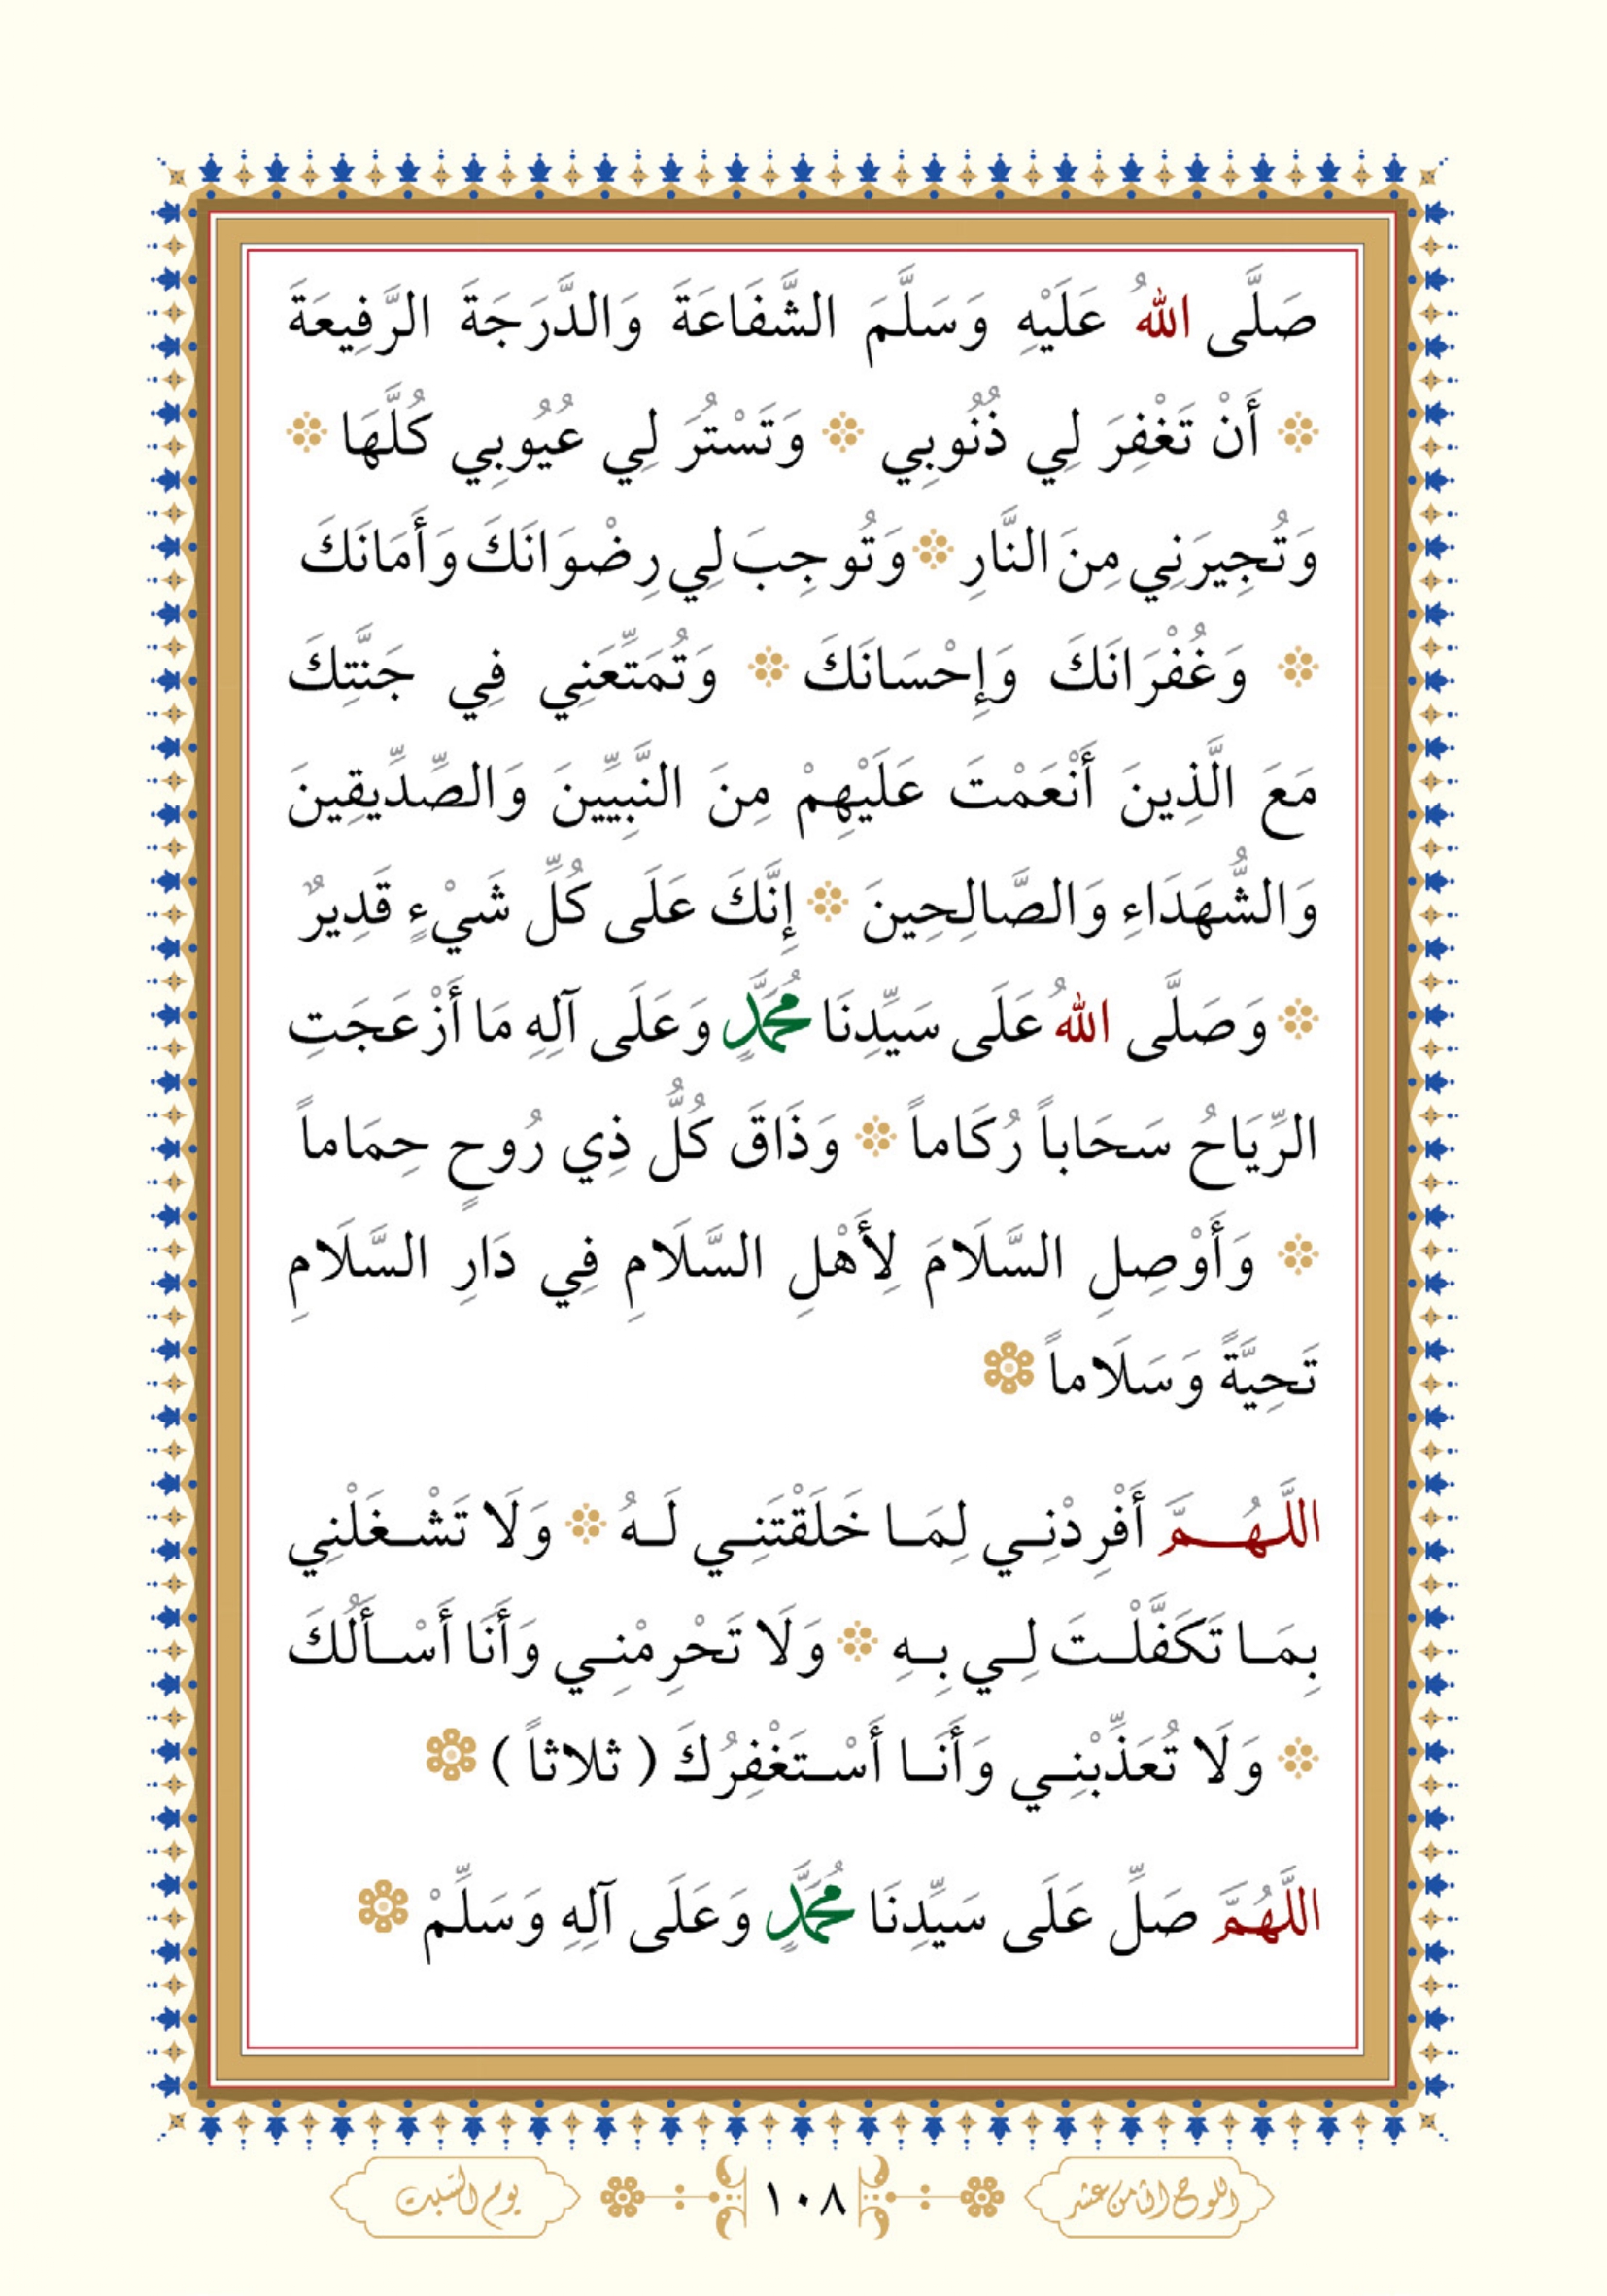 صَلَّى اللهُ عَلَيْهِ وَسَلَّمَ الشَّفَاعَةَ وَالدَّرَجَةَ الرَّفِيعَةَ
أَنْ تَغْفِرَ لِي ذُنُوبِي وَتَسْتُرَ لِي عُيُوبِي كُلَّهَا
وَتُجِيرَنِي مِنَ النَّارِ وَتُوجِبَ لِي رِضْوَانَكَ وَأَمَانَكَ
وَغُفْرَانَكَ وَإِحْسَانَكَ وَتُمَتِّعَنِي فِي جَنَّتِكَ
مَعَ الَّذِينَ أَنْعَمْتَ عَلَيْهِمْ مِنَ النَّبِيِّينَ وَالصِّدِّيقِينَ
وَالشُّهَدَاءِ وَالصَّالِحِينَ إِنَّكَ عَلَى كُلِّ شَيْءٍ قَدِيرٌ
وَصَلَّى اللهُ عَلَى سَيِّدِنَا مُحَمَّدٍ وَعَلَى آلِهِ مَا أَزْعَجَتِ
الرِّيَاحُ سَحَاباً رُكَاماً وَذَاقَ كُلُّ ذِي رُوحٍ حِمَاماً
وَأَوْصِلِ السَّلَامَ لِأَهْلِ السَّلَامِ فِي دَارِ السَّلَامِ
تَحِيَّةً وَسَلَاماً
اللَّهُمَّ أَفْرِدْنِي لِمَا خَلَقْتَنِي لَهُ وَلَا تَشْغَلْنِي
بِمَا تَكَفَّلْتَ لِي بِهِ وَلَا تَحْرِمْنِي وَأَنَا أَسْأَلُكَ
وَلَا تُعَذِّبْنِي وَأَنَا أَسْتَغْفِرُكَ ( ثلاثاً )
اللَّهُمَّ صَلِّ عَلَى سَيِّدِنَا مُحَمَّدٍ وَعَلَى آلِهِ وَسَلِّمْ
اللوح الثامن عشر ١٠٨ يوم السبت